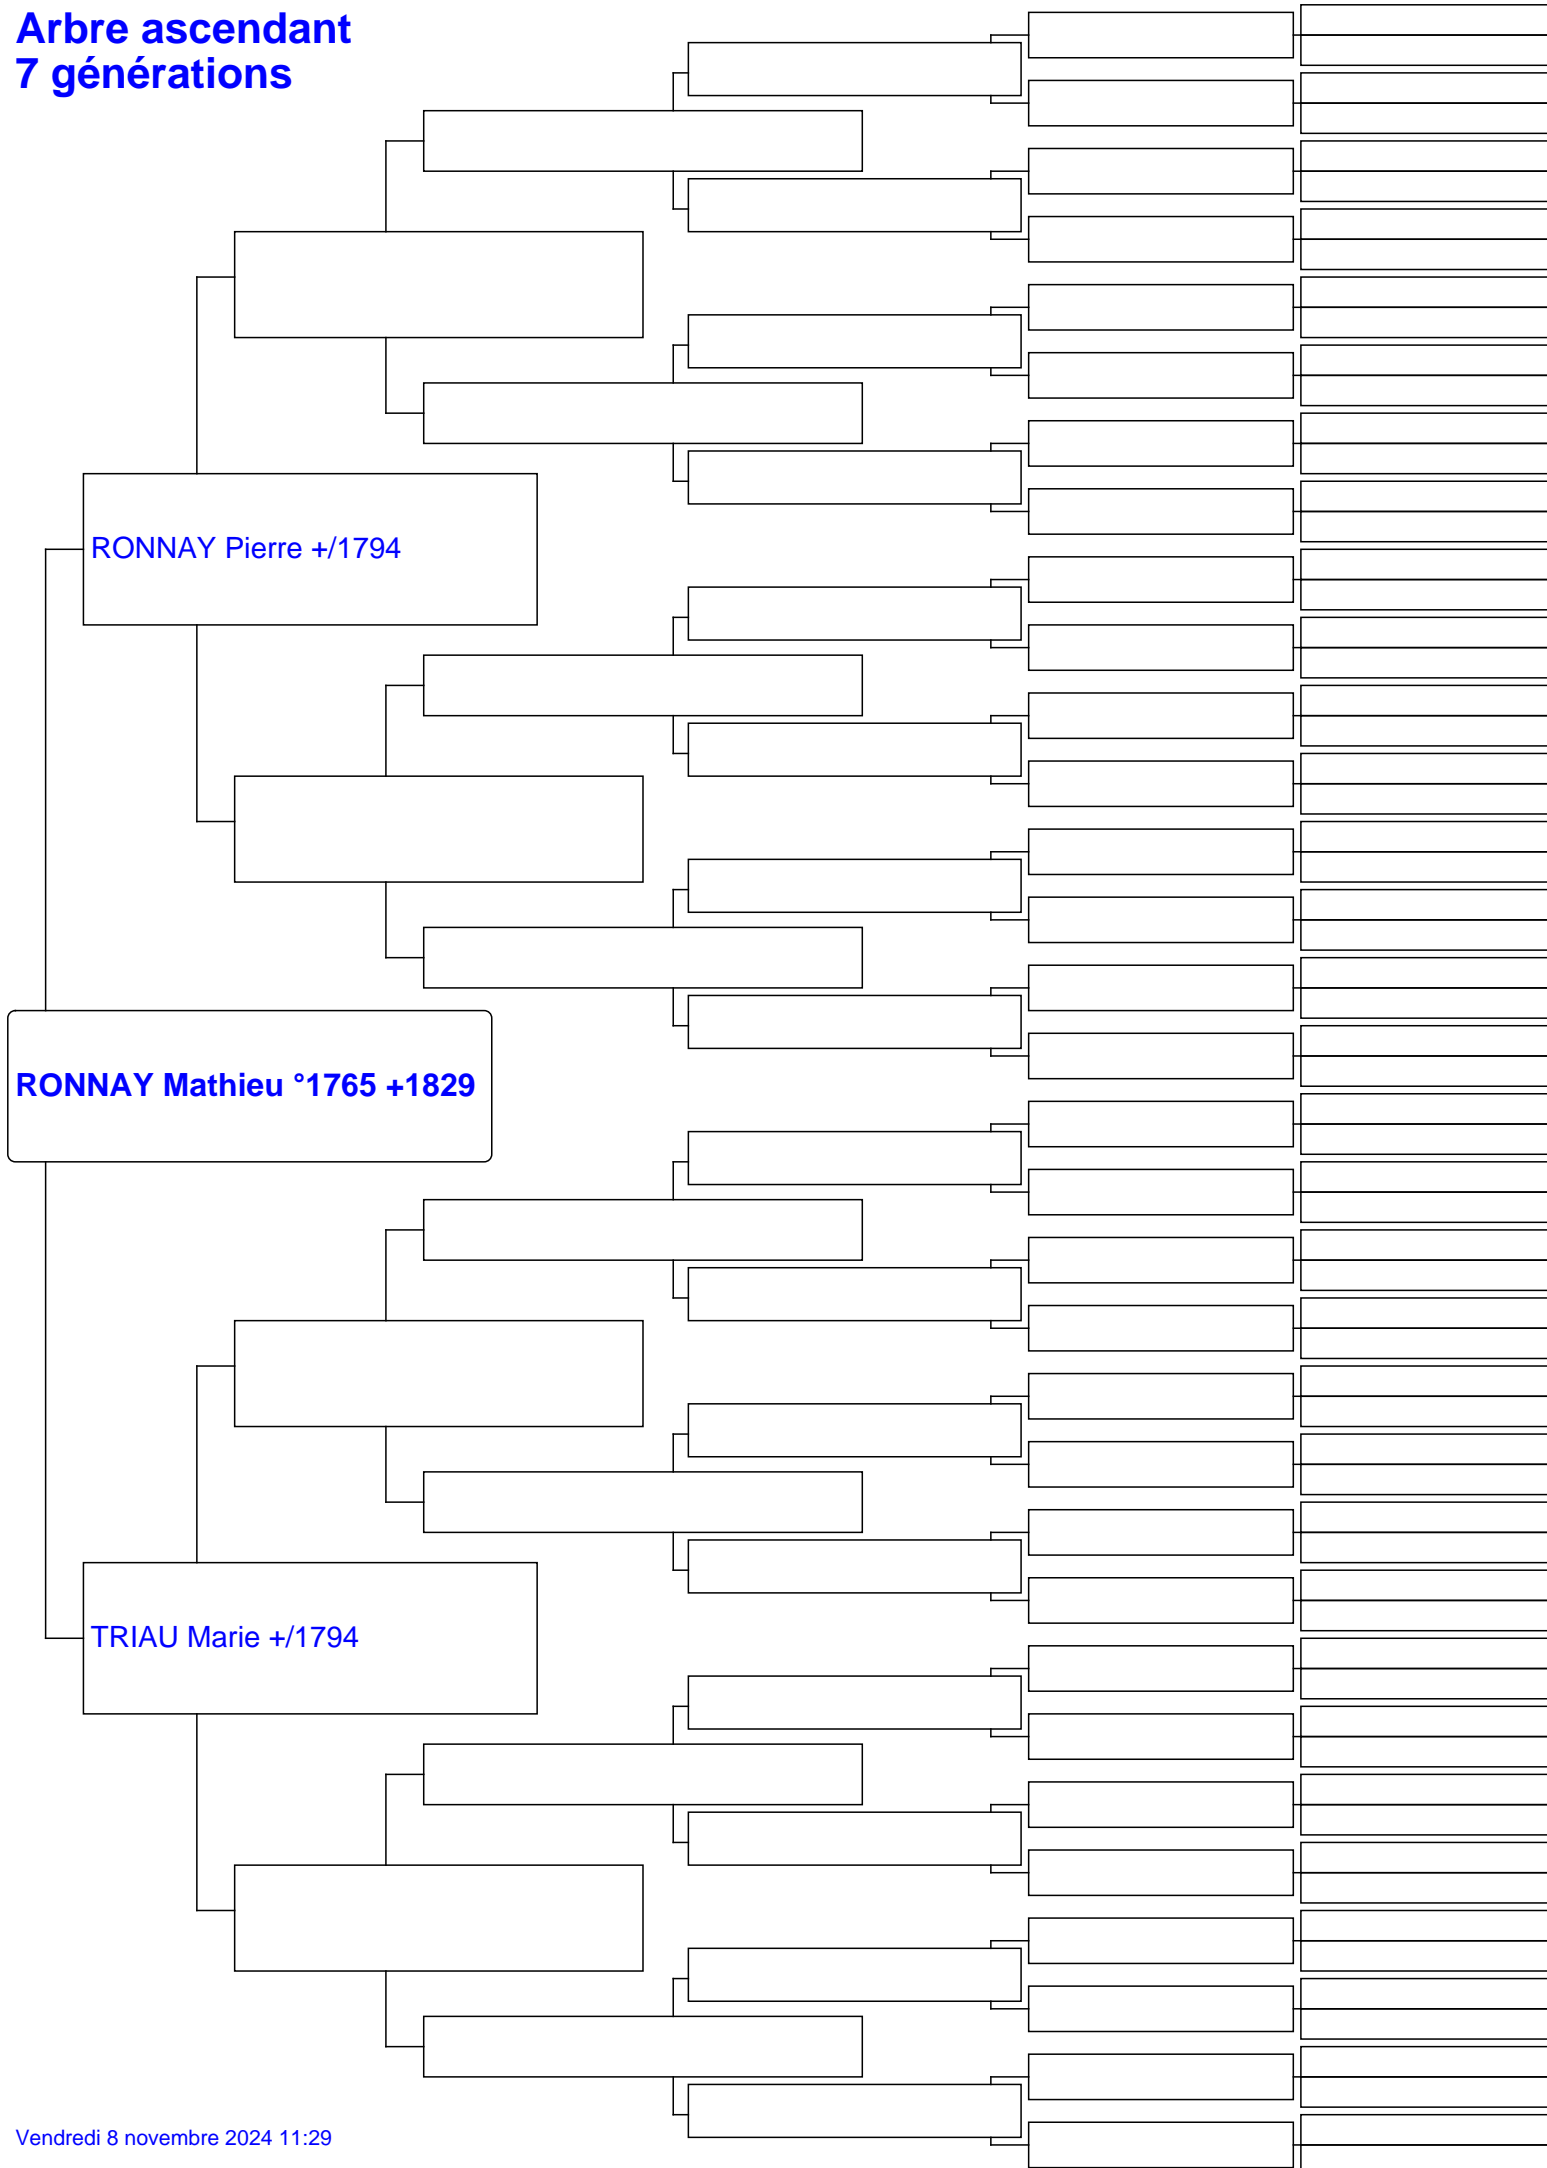 Arbre ascendant
7 générations
RONNAY Pierre +/1794
RONNAY Mathieu °1765 +1829
TRIAU Marie +/1794
Vendredi 8 novembre 2024 11:29